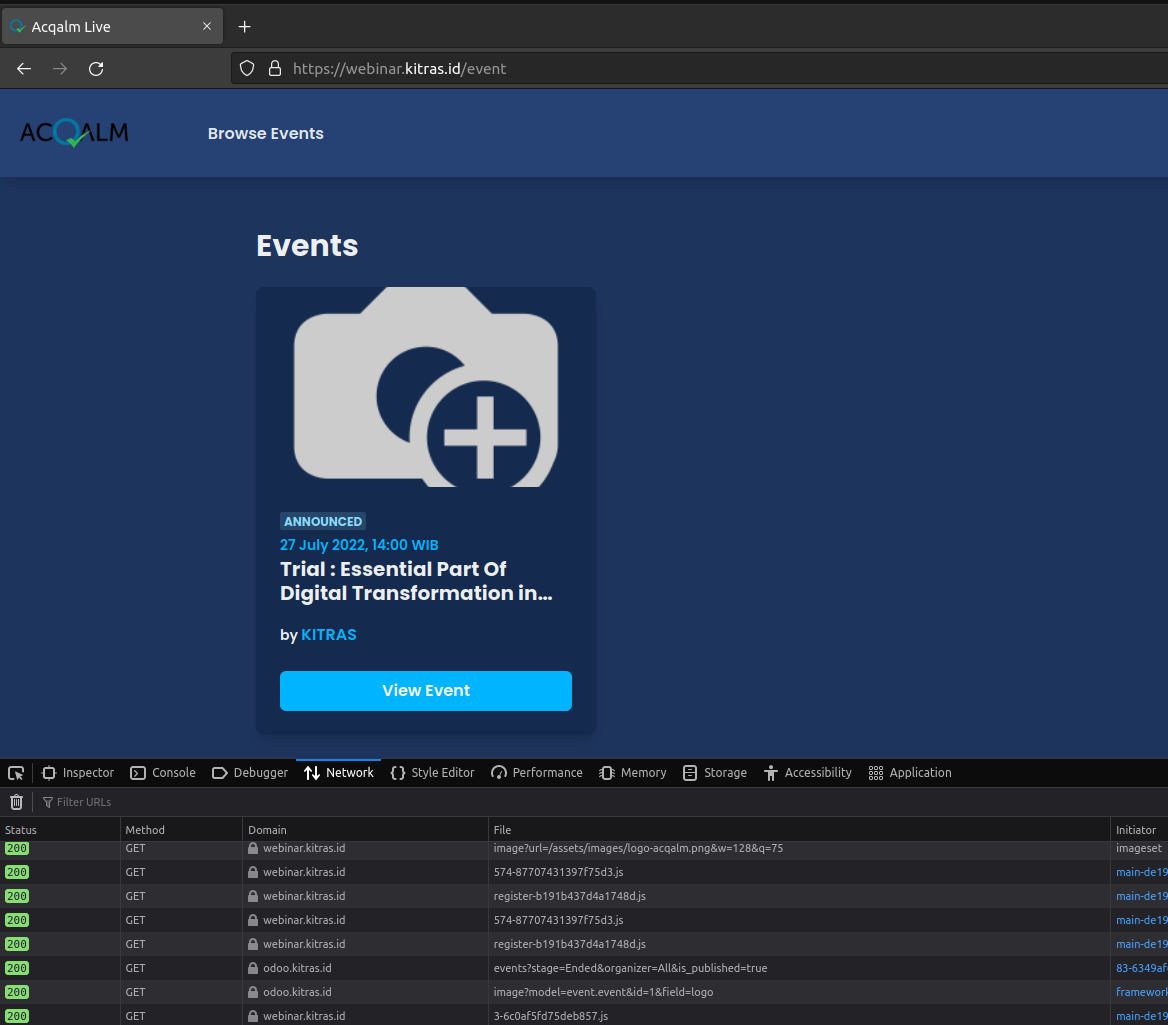 Acqalm Live
https://webinar.kitras.id/event
ACQALM
Browse Events
Events
ANNOUNCED
27 July 2022, 14:00 WIB
Trial : Essential Part Of
Digital Transformation in...
by KITRAS
View Event
Inspector Console Debugger Network Style Editor Performance Memory Storage Accessibility Application
Filter URLs
Status Method Domain File Initiator
200 GET webinar.kitras.id image?url=/assets/images/logo-acqalm.png&w=128&q=75 imageset
200 GET webinar.kitras.id 574-87707431397f75d3.js main-de19
200 GET webinar.kitras.id register-b191b437d4a1748d.js main-de19
200 GET webinar.kitras.id 574-87707431397f75d3.js main-de19
200 GET webinar.kitras.id register-b191b437d4a1748d.js main-de19
200 GET odoo.kitras.id events?stage=Ended&organizer=All&is_published=true 83-6349af
200 GET odoo.kitras.id image?model=event.event&id=1&field=logo framework
200 GET webinar.kitras.id 3-6c0af5fd75deb857.js main-de19